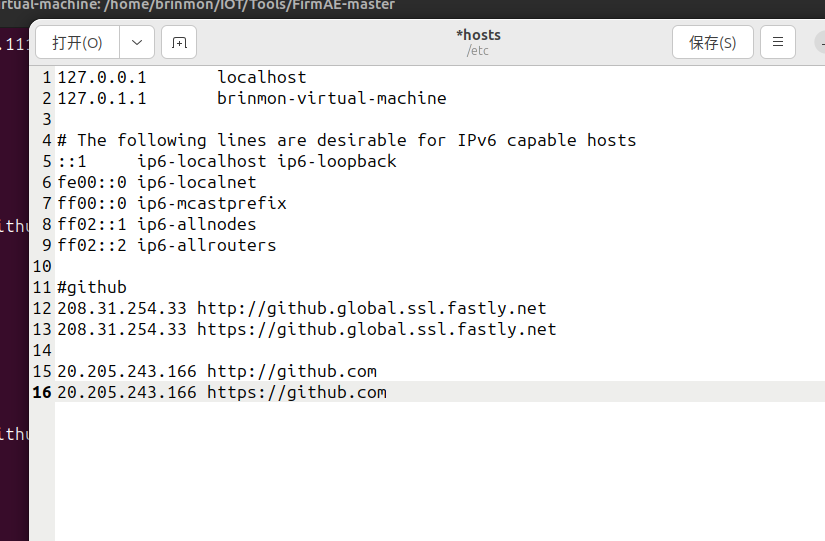 rtual-machine: /home/brinmon/IOT/Tools/FirmAE-master
打开(O)
*hosts
/etc
保存(S)
1 127.0.0.1 localhost
2 127.0.1.1 brinmon-virtual-machine
3
4 # The following lines are desirable for IPv6 capable hosts
5 ::1 ip6-localhost ip6-loopback
6 fe00::0 ip6-localnet
7 ff00::0 ip6-mcastprefix
8 ff02::1 ip6-allnodes
9 ff02::2 ip6-allrouters
10
11 #github
12 208.31.254.33 http://github.global.ssl.fastly.net
13 208.31.254.33 https://github.global.ssl.fastly.net
14
15 20.205.243.166 http://github.com
16 20.205.243.166 https://github.com